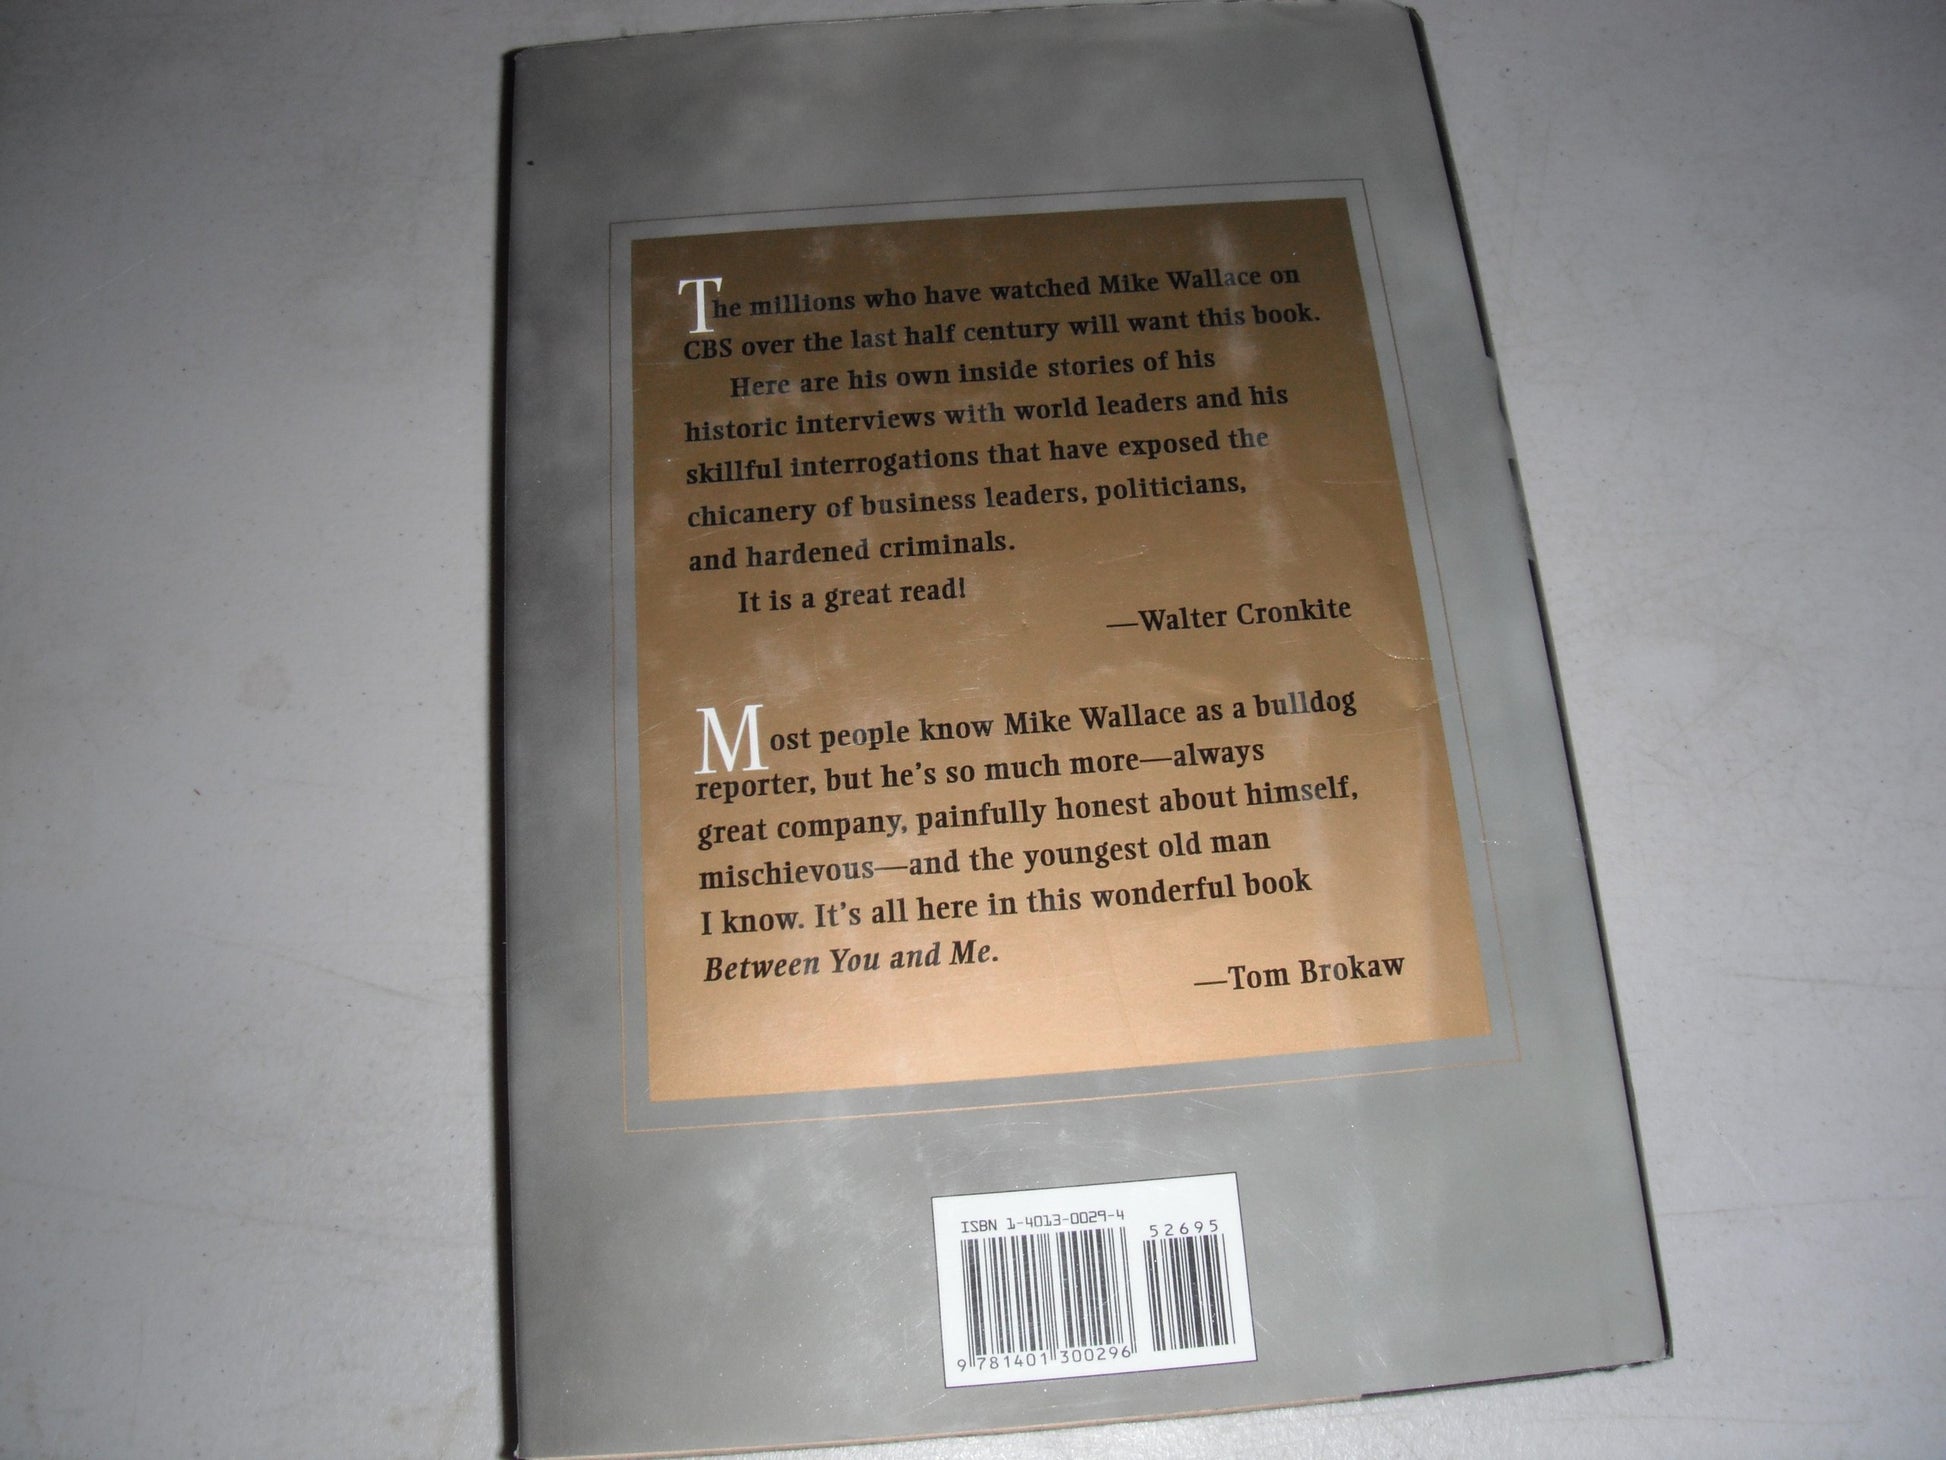 The millions who have watched Mike Wallace on
CBS over the last half century will want this book.
Here are his own inside stories of his
historic interviews with world leaders and his
skillful interrogations that have exposed the
chicanery of business leaders, politicians,
and hardened criminals.
It is a great read!
—Walter Cronkite
Most people know Mike Wallace as a bulldog
reporter, but he's so much more—always
great company, painfully honest about himself,
mischievous—and the youngest old man
I know. It's all here in this wonderful book
Between You and Me.
—Tom Brokaw
ISBN 1-4013-0029-4
52695
9 781401 300296